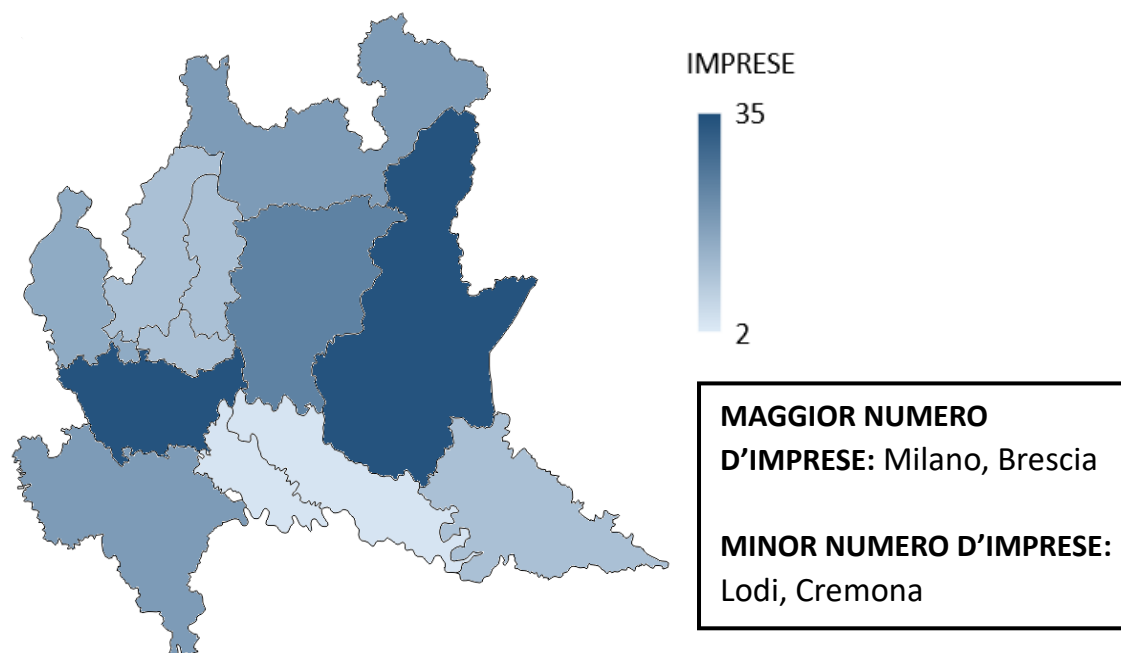 IMPRESE
35
2
MAGGIOR NUMERO
D’IMPRESE: Milano, Brescia
MINOR NUMERO D’IMPRESE:
Lodi, Cremona